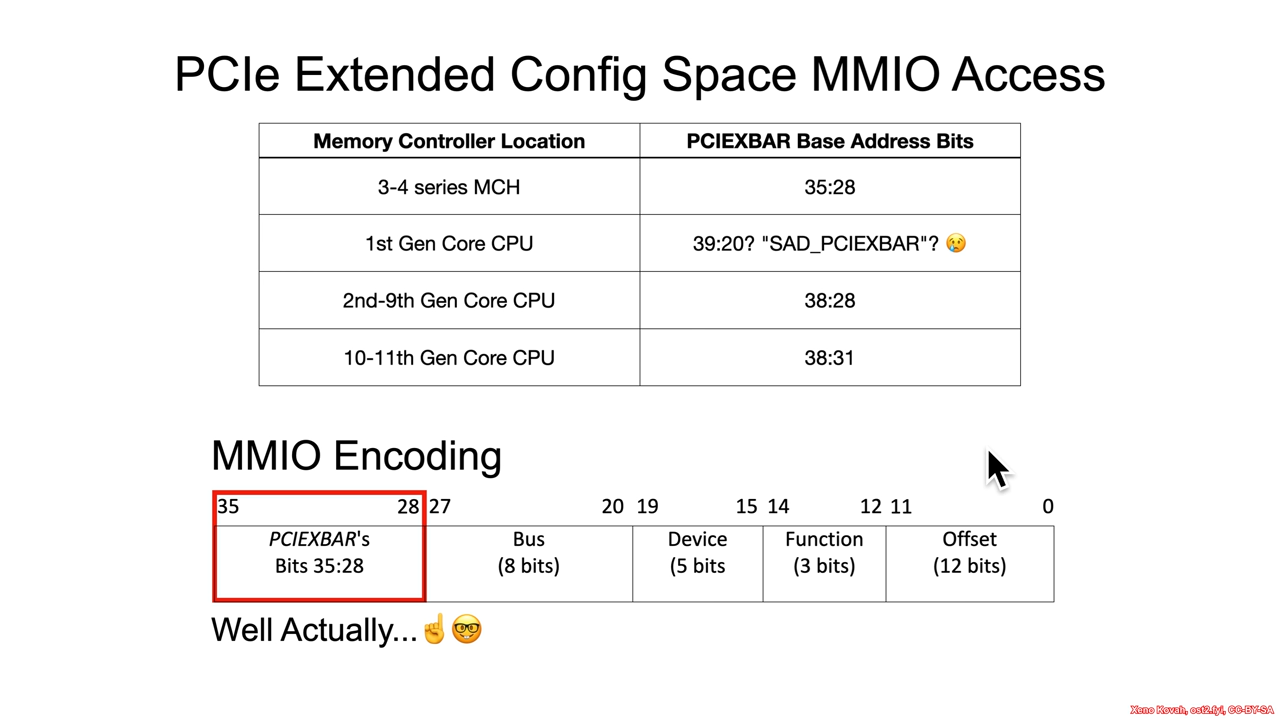 PCIe Extended Config Space MMIO Access
Memory Controller Location PCIEXBAR Base Address Bits
3-4 series MCH 35:28
1st Gen Core CPU 39:20? "SAD_PCIEXBAR"? 😢
2nd-9th Gen Core CPU 38:28
10-11th Gen Core CPU 38:31
MMIO Encoding
35 28 27 20 19 15 14 12 11 0
PCIEXBAR's Bus Device Function Offset
Bits 35:28 (8 bits) (5 bits (3 bits) (12 bits)
Well Actually...☝️🤓
Xeno Kovah, ost2.fyi, CC-BY-SA